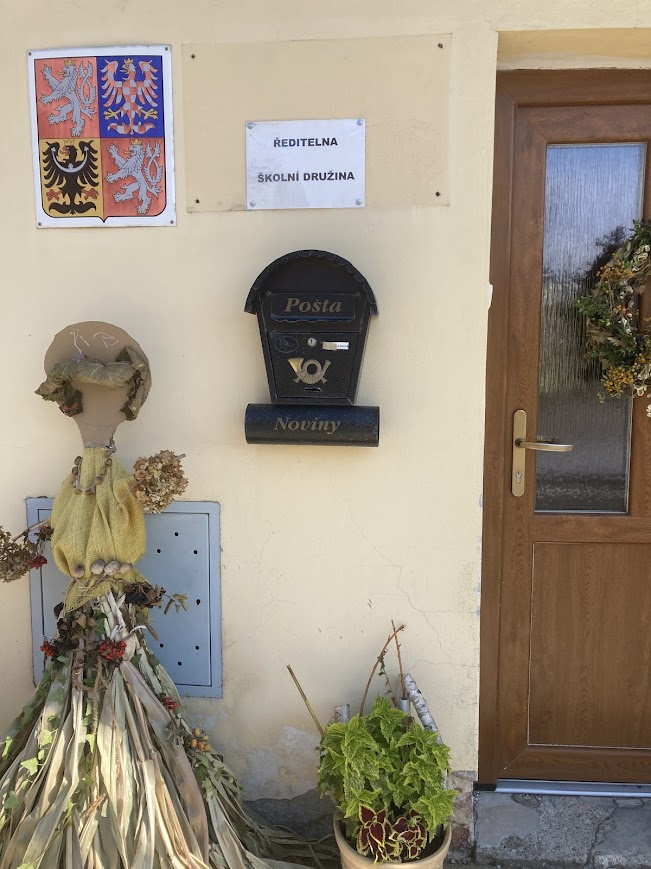 ŘEDITELNA
ŠKOLNÍ DRUŽINA
Pošta
Noviny